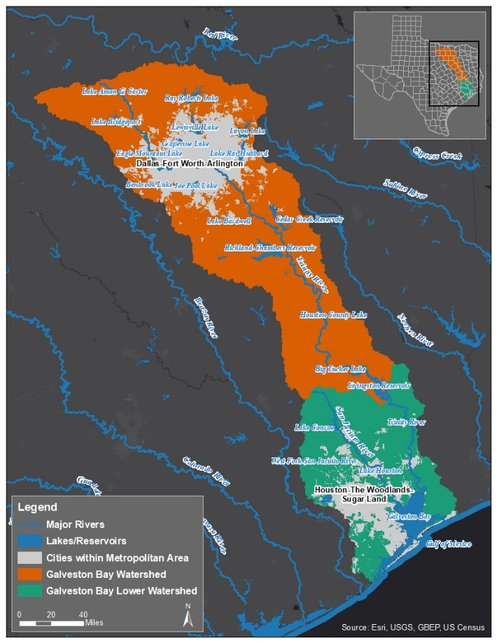 Red River
Lake Amon G Carter
Ray Roberts Lake
Lake Bridgeport
Lewisville Lake
Lavon Lake
Grapevine Lake
Eagle Mountain Lake
Lake Ray Hubbard
Dallas-Fort Worth-Arlington
Benbrook Lake
Joe Pool Lake
Cypress Creek
Sabine River
Lake Bardwell
Cedar Creek Reservoir
Richland-Chambers Reservoir
Trinity River
Brazos River
Houston County Lake
Neches River
Big Tucker Lake
Livingston Reservoir
Lake Conroe
Trinity River
West Fork San Jacinto River
Lake Houston
Colorado River
Houston-The Woodlands-
Sugar Land
Galveston Bay
Gulf of Mexico
Legend
Major Rivers
Lakes/Reservoirs
Cities within Metropolitan Area
Galveston Bay Watershed
Galveston Bay Lower Watershed
0 20 40
Miles
N
Source: Esri, USGS, GBEP, US Census